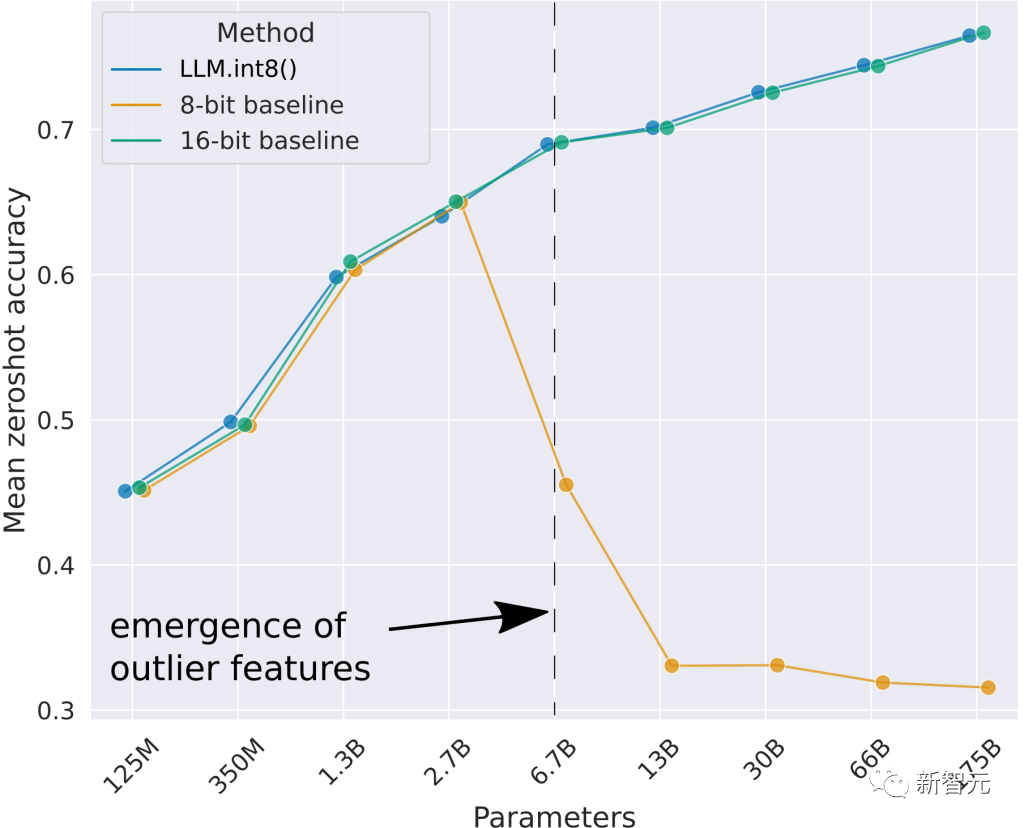 Method
LLM.int8()
8-bit baseline
16-bit baseline
Mean zeroshot accuracy
0.7
0.6
0.5
0.4
0.3
emergence of
outlier features
125M
350M
1.3B
2.7B
6.7B
13B
30B
66B
175B
Parameters
新智元